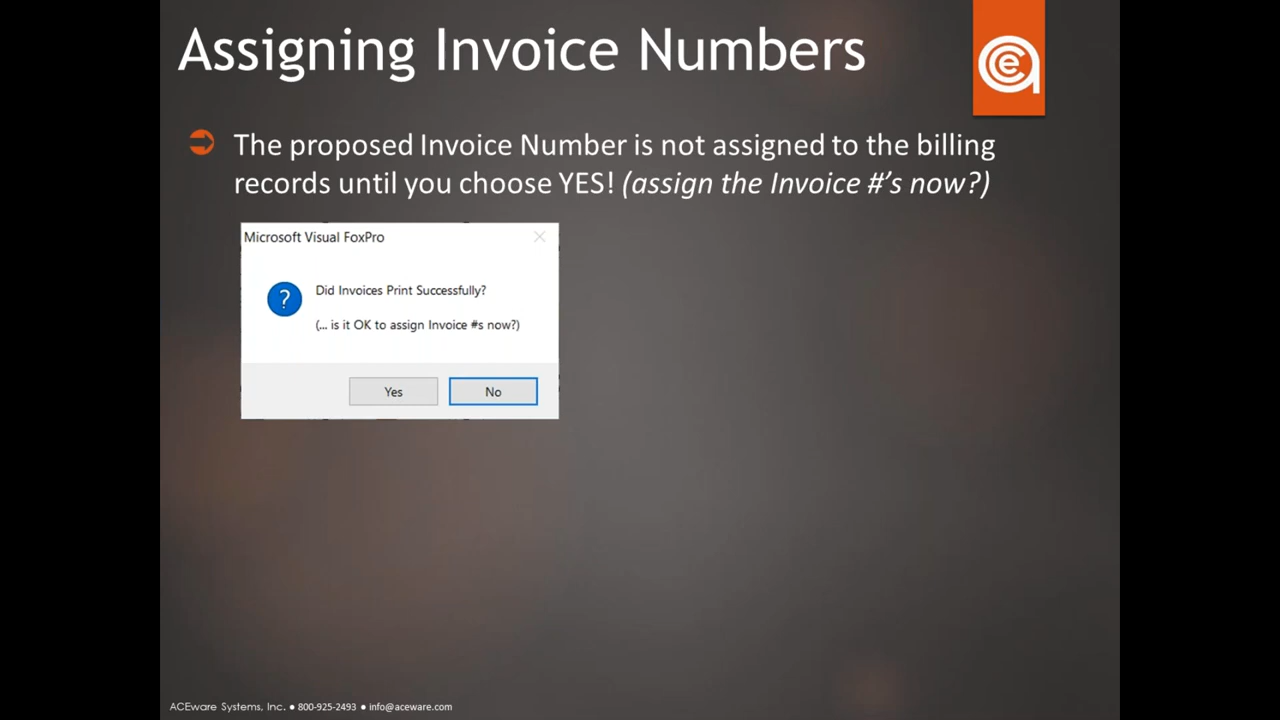 Assigning Invoice Numbers
The proposed Invoice Number is not assigned to the billing
records until you choose YES! (assign the Invoice #’s now?)
Microsoft Visual FoxPro
Did Invoices Print Successfully?
(... is it OK to assign Invoice #s now?)
Yes No
ACEware Systems, Inc. ● 800-925-2493 ● info@aceware.com